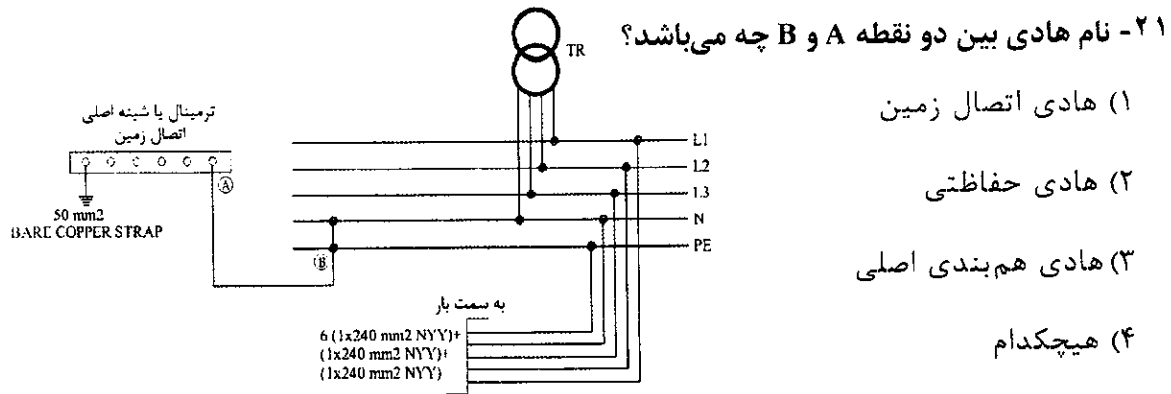 ۲۱- نام هادی بین دو نقطه A و B چه می‌باشد؟
۱) هادی اتصال زمین
۲) هادی حفاظتی
۳) هادی هم‌بندی اصلی
۴) هیچکدام
TR
ترمینال یا شینه اصلی
اتصال زمین
A
50 mm2
BARE COPPER STRAP
L1
L2
L3
N
PE
B
به سمت بار
6 (1x240 mm2 NYY)+
(1x240 mm2 NYY)+
(1x240 mm2 NYY)